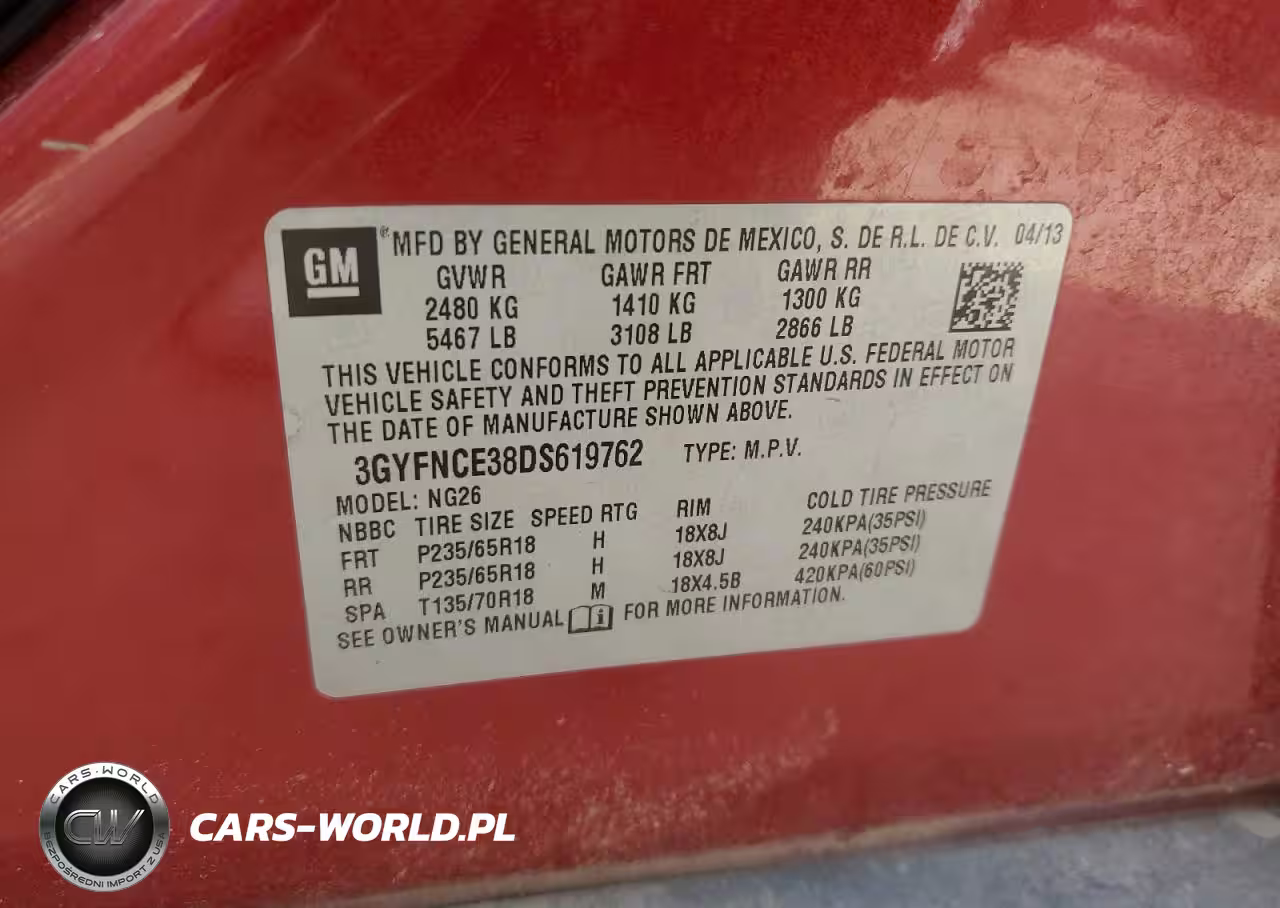 GM
® MFD BY GENERAL MOTORS DE MEXICO, S. DE R.L. DE C.V. 04/13
GVWR GAWR FRT GAWR RR
2480 KG 1410 KG 1300 KG
5467 LB 3108 LB 2866 LB
THIS VEHICLE CONFORMS TO ALL APPLICABLE U.S. FEDERAL MOTOR
VEHICLE SAFETY AND THEFT PREVENTION STANDARDS IN EFFECT ON
THE DATE OF MANUFACTURE SHOWN ABOVE.
3GYFNCE38DS619762 TYPE: M.P.V.
MODEL: NG26
NBBC TIRE SIZE SPEED RTG RIM COLD TIRE PRESSURE
FRT P235/65R18 H 18X8J 240KPA(35PSI)
RR P235/65R18 H 18X8J 240KPA(35PSI)
SPA T135/70R18 M 18X4.5B 420KPA(60PSI)
SEE OWNER'S MANUAL FOR MORE INFORMATION.
CARS-WORLD
CW
BEZPOŚREDNI IMPORT Z USA
CARS-WORLD.PL